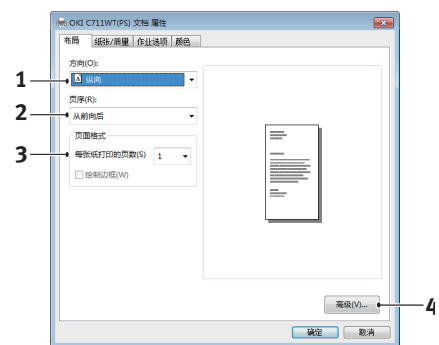 OKI C711WT(PS) 文档 属性
布局 纸张/质量 作业选项 颜色
方向(O):
1
A 纵向
页序(R):
2
从前向后
页面格式
3
每张纸打印的页数(S) 1
绘制边框(W)
高级(V)...
4
确定 取消